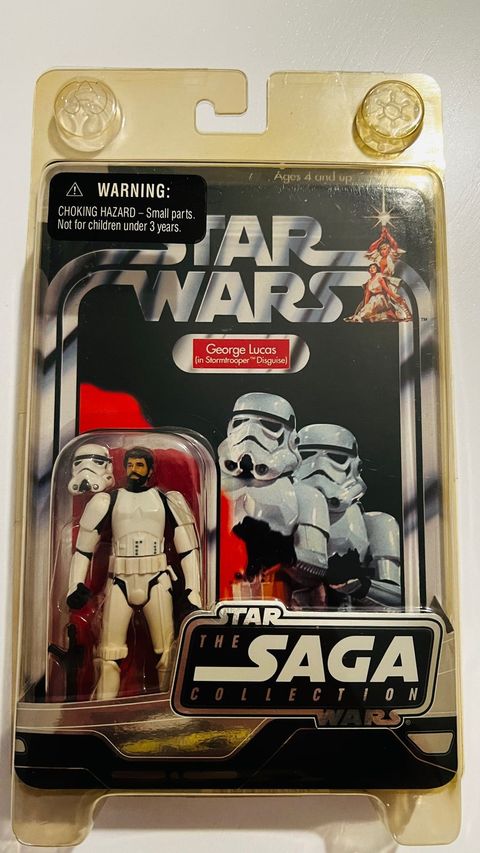 Ages 4 and up
⚠ WARNING:
CHOKING HAZARD – Small parts.
Not for children under 3 years.
STAR
WARS
™
George Lucas
(in Stormtrooper™ Disguise)
STAR
THE
SAGA
COLLECTION
WARS®